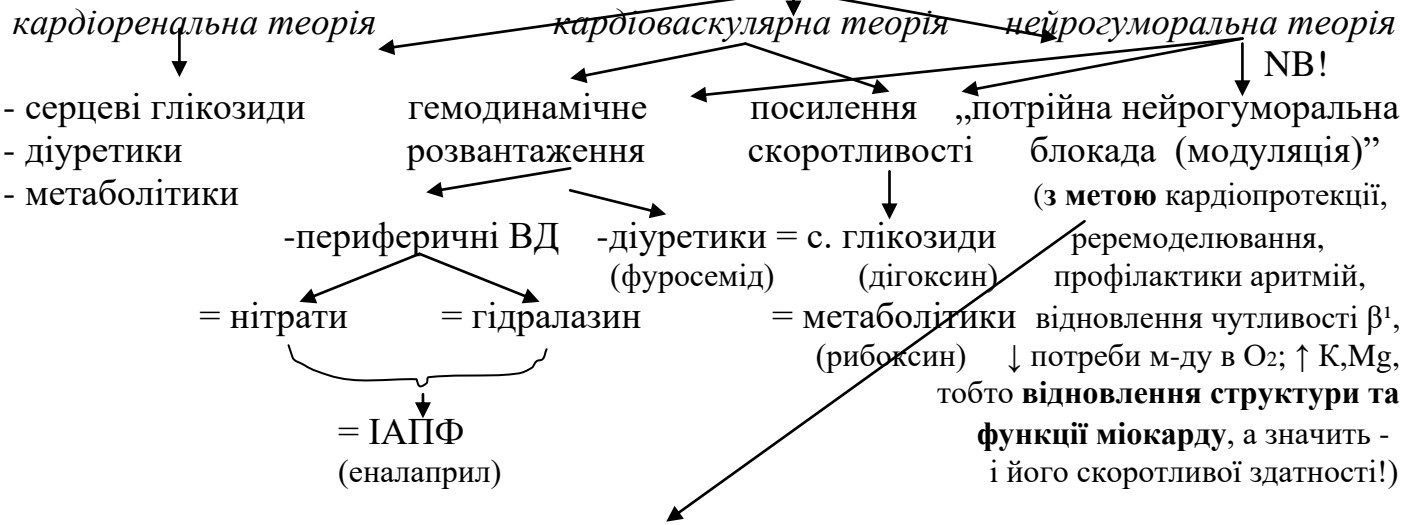 кардіоренальна теорія кардіоваскулярна теорія нейрогуморальна теорія
NB!
- серцеві глікозиди гемодинамічне посилення „потрійна нейрогуморальна
- діуретики розвантаження скоротливості блокада (модуляція)”
- метаболітики (з метою кардіопротекції,
-периферичні ВД -діуретики = с. глікозиди реремоделювання,
(фуросемід) (дігоксин) профілактики аритмій,
= нітрати = гідралазин = метаболітики відновлення чутливості β¹,
(рибоксин) ↓ потреби м-ду в О₂; ↑ К,Mg,
тобто відновлення структури та
= ІАПФ функції міокарду, а значить -
(еналаприл) і його скоротливої здатності!)